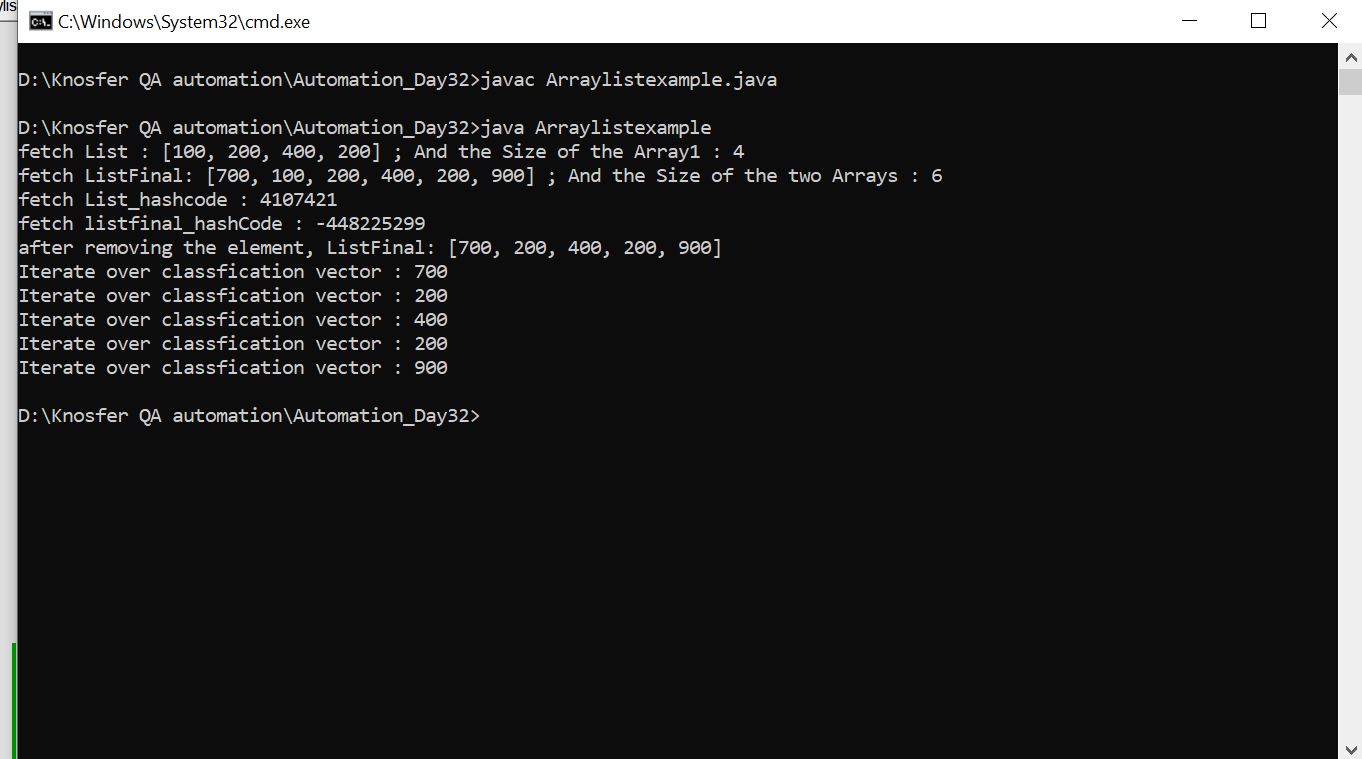 C:\Windows\System32\cmd.exe
D:\Knosfer QA automation\Automation_Day32>javac Arraylistexample.java
D:\Knosfer QA automation\Automation_Day32>java Arraylistexample
fetch List : [100, 200, 400, 200] ; And the Size of the Array1 : 4
fetch ListFinal: [700, 100, 200, 400, 200, 900] ; And the Size of the two Arrays : 6
fetch List_hashcode : 4107421
fetch listfinal_hashCode : -448225299
after removing the element, ListFinal: [700, 200, 400, 200, 900]
Iterate over classfication vector : 700
Iterate over classfication vector : 200
Iterate over classfication vector : 400
Iterate over classfication vector : 200
Iterate over classfication vector : 900
D:\Knosfer QA automation\Automation_Day32>